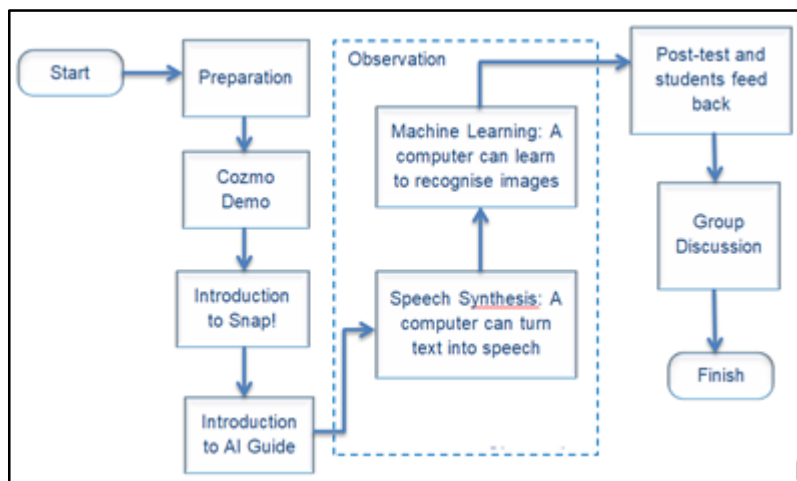 Start
Preparation
Cozmo
Demo
Introduction
to Snap!
Introduction
to AI Guide
Observation
Speech Synthesis: A
computer can turn
text into speech
Machine Learning: A
computer can learn
to recognise images
Post-test and
students feed
back
Group
Discussion
Finish